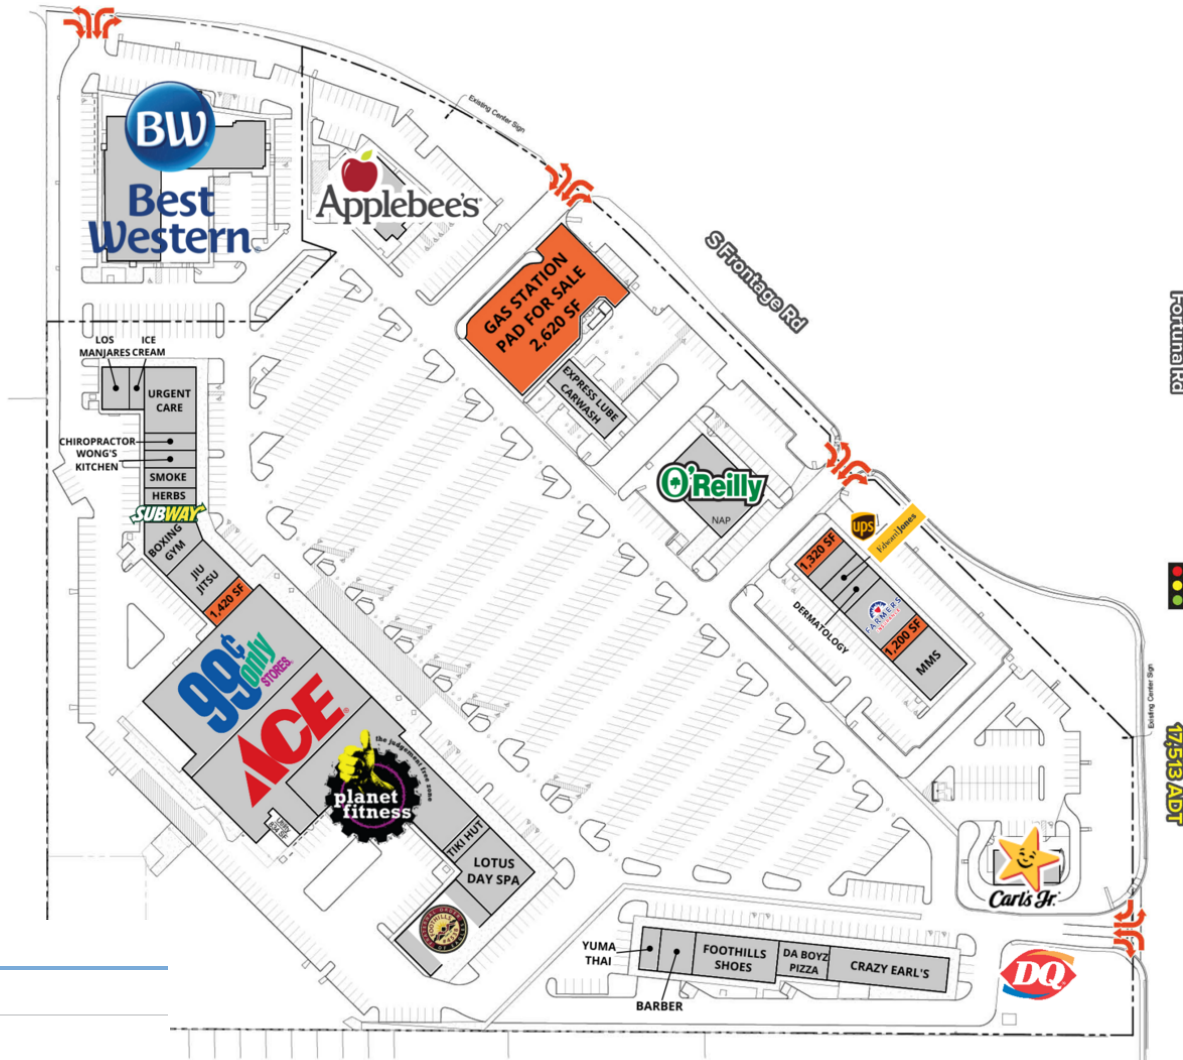 Existing Center Sign
BW
Best
Western
Applebee's
S Frontage Rd
Fortuna Rd
GAS STATION
PAD FOR SALE
2,620 SF
EXPRESS LUBE
CARWASH
O'Reilly
NAP
LOS
MANJARES
ICE
CREAM
URGENT
CARE
CHIROPRACTOR
WONG'S
KITCHEN
SMOKE
HERBS
SUBWAY
BOXING
GYM
JIU
JITSU
1,420 SF
ups
Edward Jones
1,320 SF
DERMATOLOGY
FARMERS
INSURANCE
1,200 SF
MMS
99¢
only
STORES
ACE
the judgement free zone
planet
fitness
TIKI HUT
LOTUS
DAY SPA
FOOTHILLS
Existing Center Sign
17,513 ADT
Carl's Jr.
YUMA
THAI
BARBER
FOOTHILLS
SHOES
DA BOYZ
PIZZA
CRAZY EARL'S
DQ